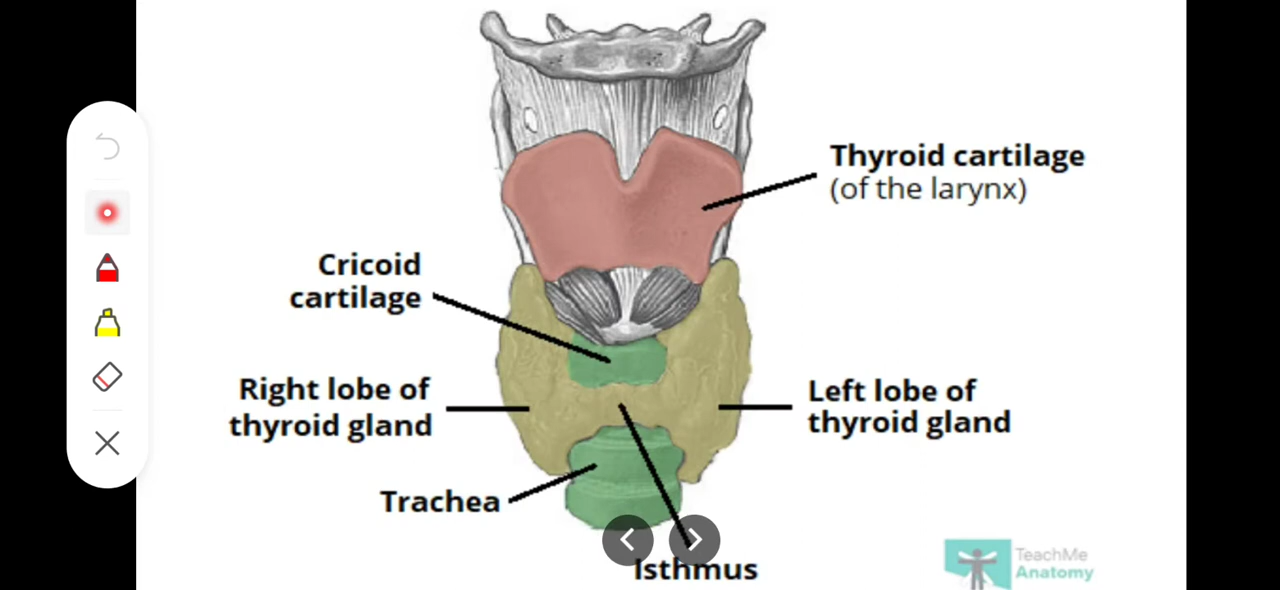 Thyroid cartilage
(of the larynx)
Cricoid
cartilage
Right lobe of
thyroid gland
Left lobe of
thyroid gland
Trachea
Isthmus
TeachMe
Anatomy